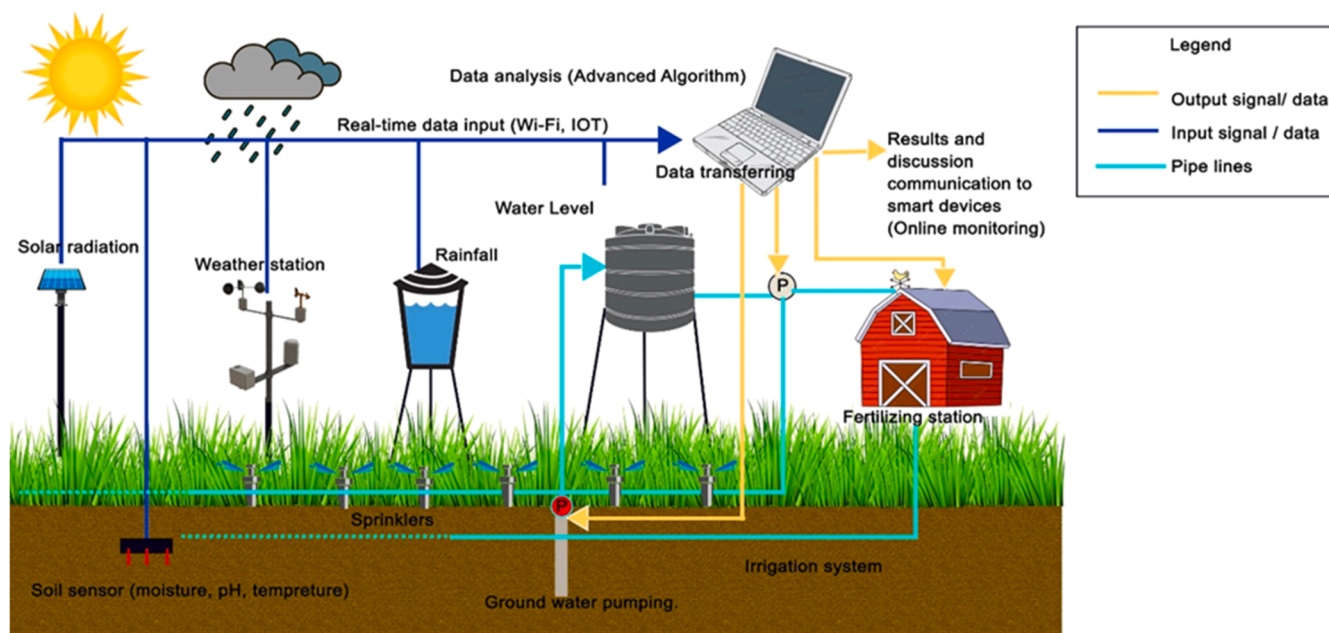 Legend
Output signal/ data
Input signal / data
Pipe lines
Data analysis (Advanced Algorithm)
Real-time data input (Wi-Fi, IOT)
Data transferring
Results and
discussion
communication to
smart devices
(Online monitoring)
Water Level
Solar radiation
Weather station
Rainfall
P
Fertilizing station
P
Sprinklers
Irrigation system
Soil sensor (moisture, pH, tempreture)
Ground water pumping.